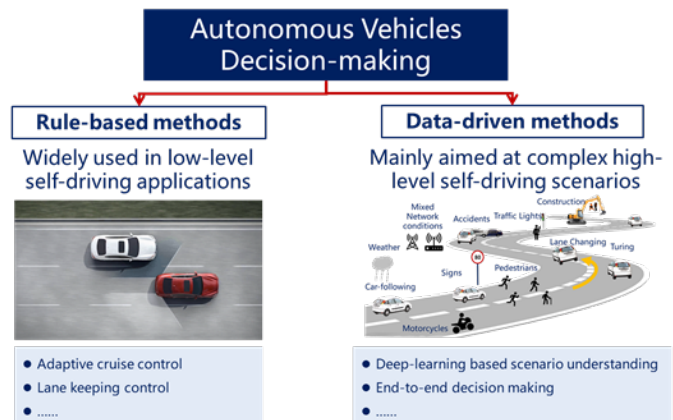 Autonomous Vehicles
Decision-making
Rule-based methods
Widely used in low-level
self-driving applications
Adaptive cruise control
Lane keeping control
......
Data-driven methods
Mainly aimed at complex high-
level self-driving scenarios
Construction
Mixed
Network
conditions
Accidents
Traffic Lights
Weather
Lane Changing
Turing
Signs
80
Pedestrians
Car-following
Motorcycles
Deep-learning based scenario understanding
End-to-end decision making
......